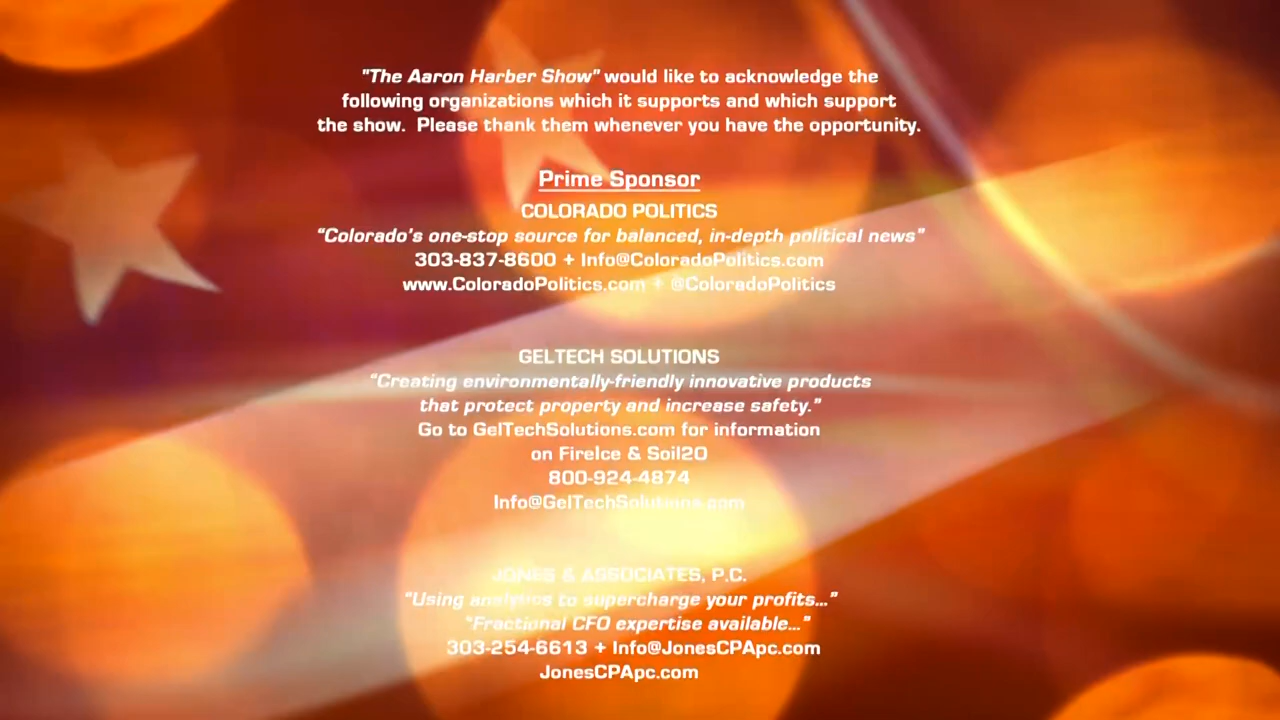 "The Aaron Harber Show" would like to acknowledge the
following organizations which it supports and which support
the show.  Please thank them whenever you have the opportunity.
Prime Sponsor
COLORADO POLITICS
“Colorado’s one-stop source for balanced, in-depth political news”
303-837-8600 + Info@ColoradoPolitics.com
www.ColoradoPolitics.com + @ColoradoPolitics
GELTECH SOLUTIONS
“Creating environmentally-friendly innovative products
that protect property and increase safety.”
Go to GelTechSolutions.com for information
on FireIce & Soil2O
800-924-4874
Info@GelTechSolutions.com
JONES & ASSOCIATES, P.C.
“Using analytics to supercharge your profits...”
“Fractional CFO expertise available...”
303-254-6613 + Info@JonesCPApc.com
JonesCPApc.com